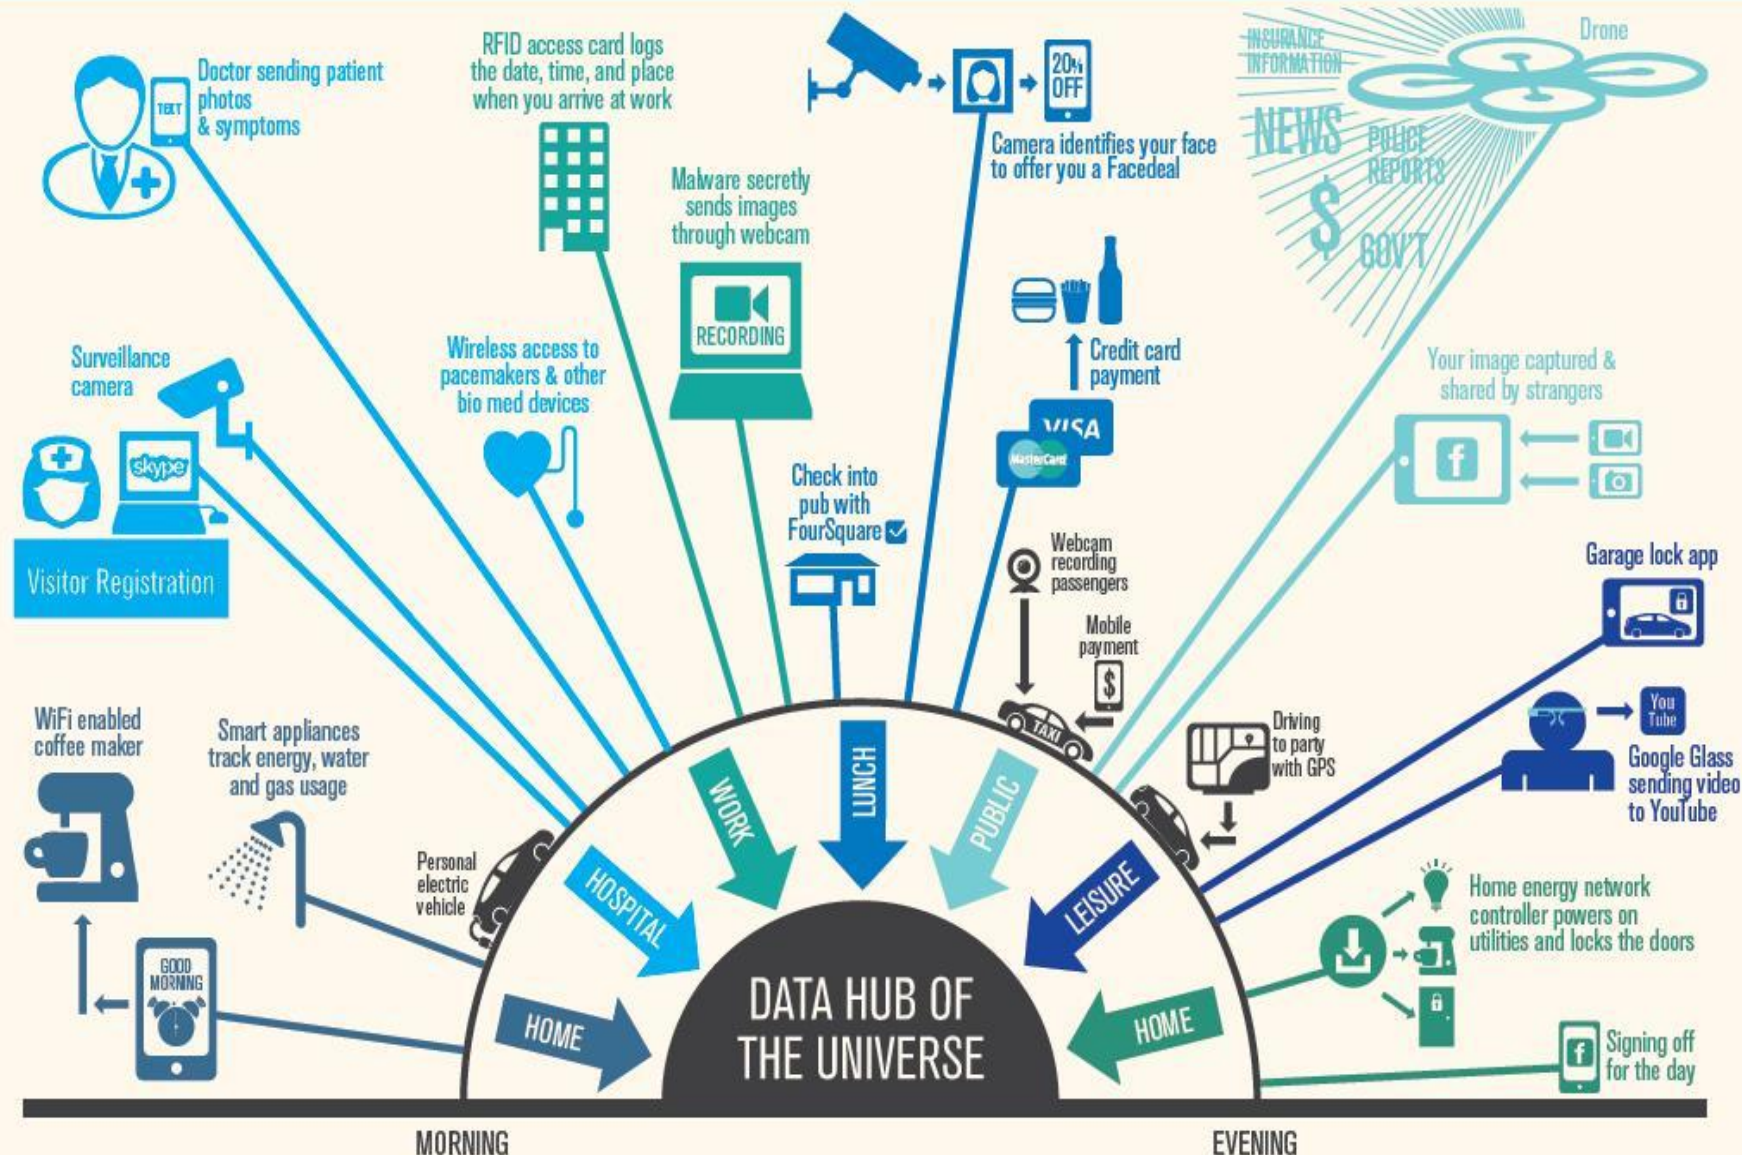 Doctor sending patient
photos
& symptoms
TEXT
RFID access card logs
the date, time, and place
when you arrive at work
20%
OFF
Camera identifies your face
to offer you a Facedeal
INSURANCE
INFORMATION
NEWS
POLICE
REPORTS
$
GOV'T
Drone
Malware secretly
sends images
through webcam
RECORDING
Surveillance
camera
skype
Visitor Registration
Wireless access to
pacemakers & other
bio med devices
Check into
pub with
FourSquare
Credit card
payment
VISA
MasterCard
Your image captured &
shared by strangers
f
Webcam
recording
passengers
Mobile
payment
$
TAXI
Garage lock app
You
Tube
Google Glass
sending video
to YouTube
Driving
to party
with GPS
WiFi enabled
coffee maker
Smart appliances
track energy, water
and gas usage
Personal
electric
vehicle
GOOD
MORNING
Home energy network
controller powers on
utilities and locks the doors
f
Signing off
for the day
HOME
HOSPITAL
WORK
LUNCH
PUBLIC
LEISURE
HOME
DATA HUB OF
THE UNIVERSE
MORNING
EVENING